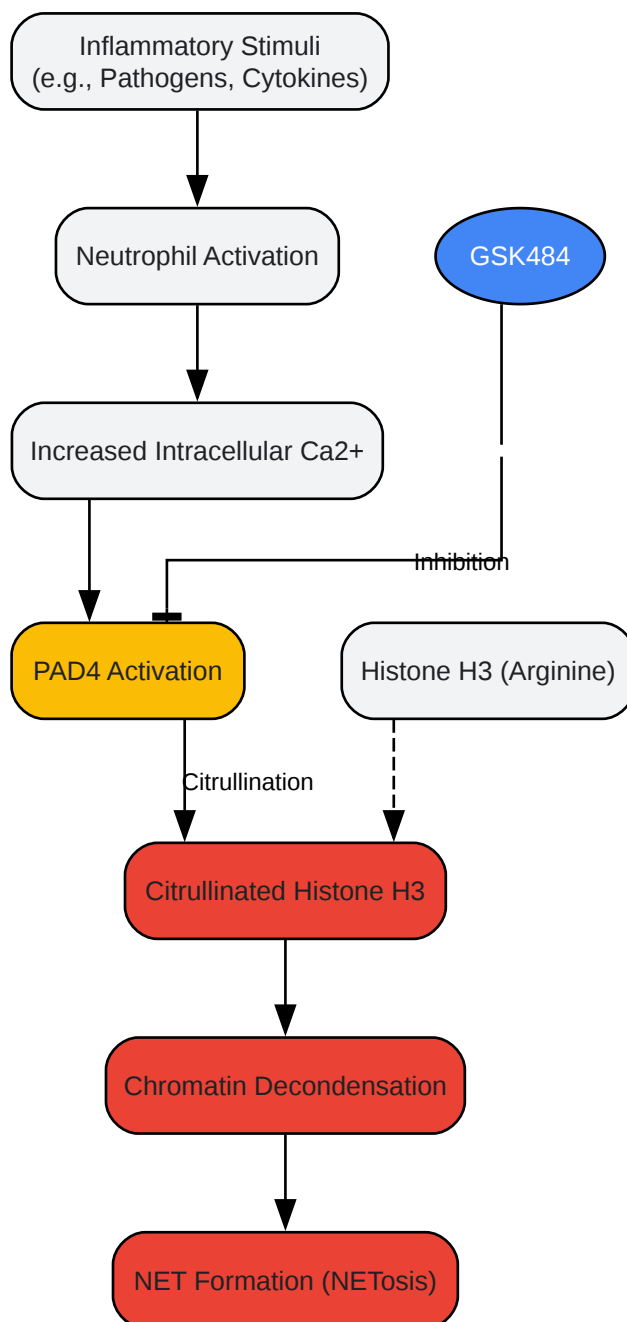 Inflammatory Stimuli
(e.g., Pathogens, Cytokines)
Neutrophil Activation
GSK484
Increased Intracellular Ca2+
Inhibition
PAD4 Activation
Histone H3 (Arginine)
Citrullination
Citrullinated Histone H3
Chromatin Decondensation
NET Formation (NETosis)